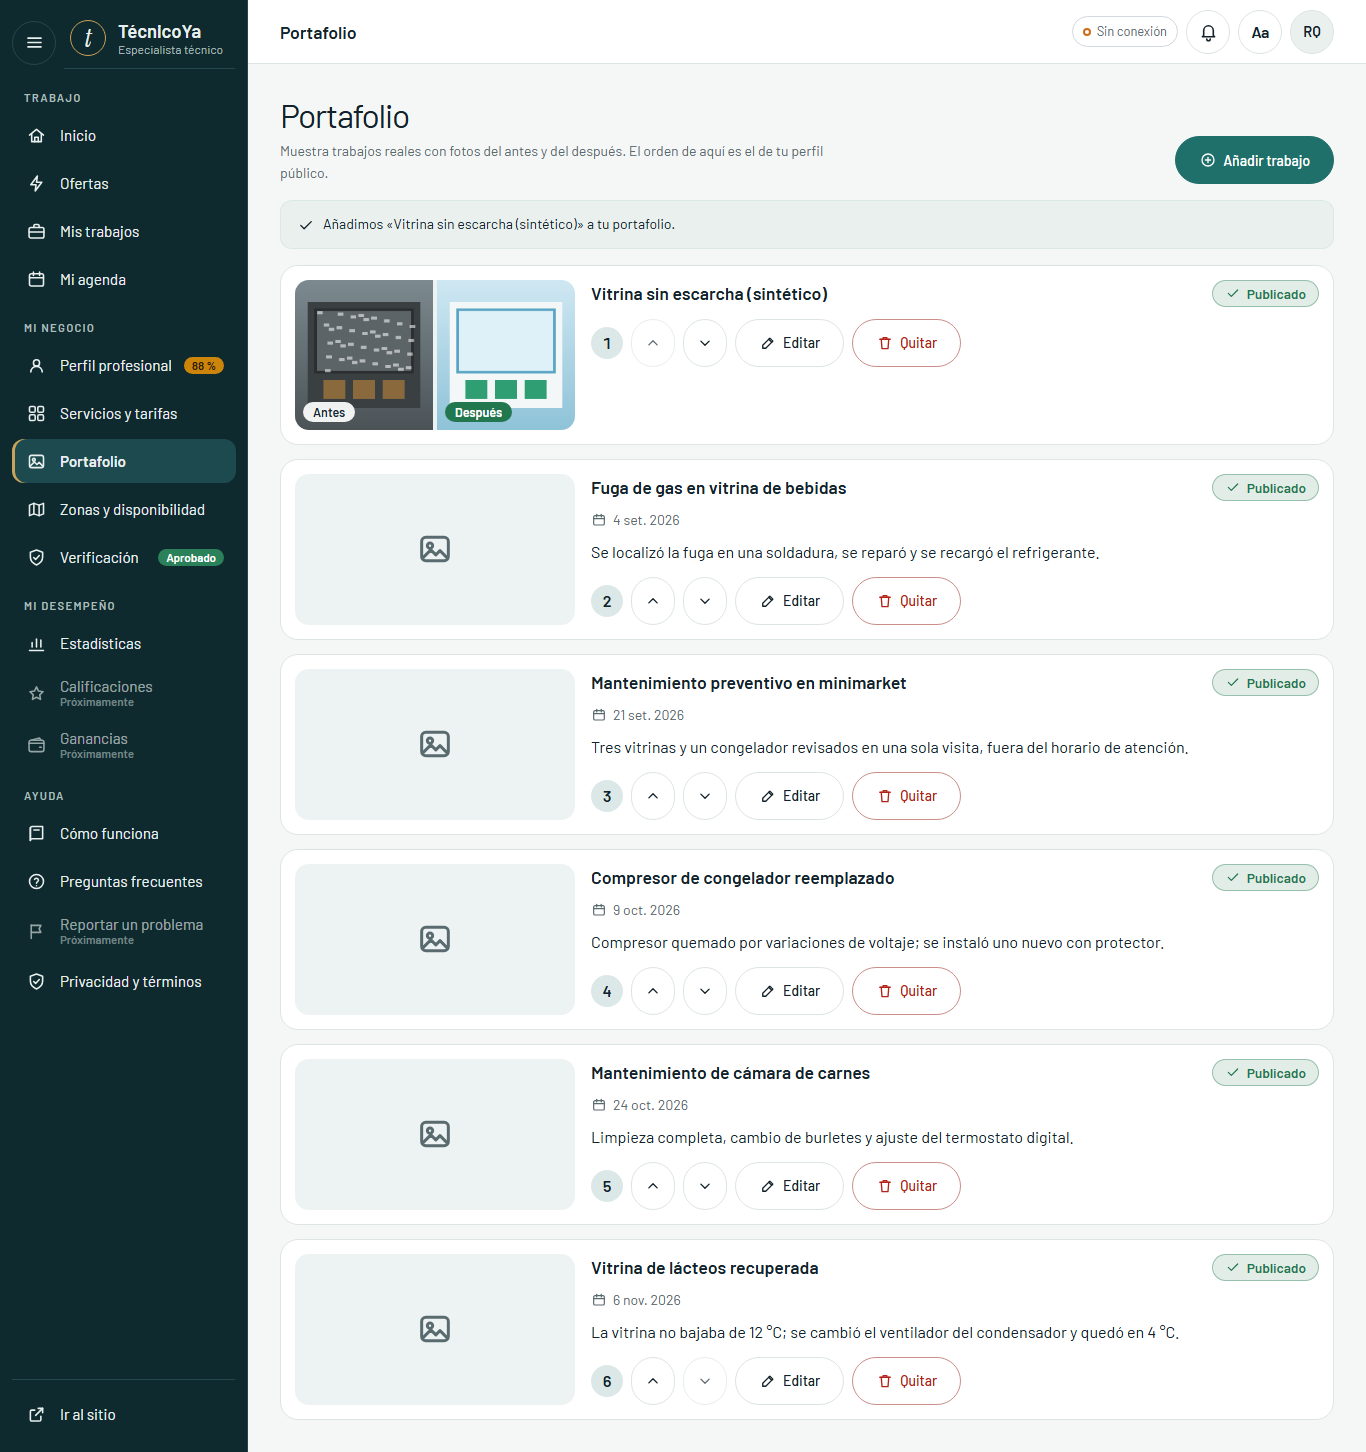 TécnicoYa
Especialista técnico
TRABAJO
Inicio
Ofertas
Mis trabajos
Mi agenda
MI NEGOCIO
Perfil profesional
88 %
Servicios y tarifas
Portafolio
Zonas y disponibilidad
Verificación
Aprobado
MI DESEMPEÑO
Estadísticas
Calificaciones
Próximamente
Ganancias
Próximamente
AYUDA
Cómo funciona
Preguntas frecuentes
Reportar un problema
Próximamente
Privacidad y términos
Ir al sitio
Portafolio
Sin conexión
Aa
RQ
Portafolio
Muestra trabajos reales con fotos del antes y del después. El orden de aquí es el de tu perfil
público.
Añadir trabajo
Añadimos «Vitrina sin escarcha (sintético)» a tu portafolio.
Antes
Después
Vitrina sin escarcha (sintético)
Publicado
1
Editar
Quitar
Fuga de gas en vitrina de bebidas
Publicado
4 set. 2026
Se localizó la fuga en una soldadura, se reparó y se recargó el refrigerante.
2
Editar
Quitar
Mantenimiento preventivo en minimarket
Publicado
21 set. 2026
Tres vitrinas y un congelador revisados en una sola visita, fuera del horario de atención.
3
Editar
Quitar
Compresor de congelador reemplazado
Publicado
9 oct. 2026
Compresor quemado por variaciones de voltaje; se instaló uno nuevo con protector.
4
Editar
Quitar
Mantenimiento de cámara de carnes
Publicado
24 oct. 2026
Limpieza completa, cambio de burletes y ajuste del termostato digital.
5
Editar
Quitar
Vitrina de lácteos recuperada
Publicado
6 nov. 2026
La vitrina no bajaba de 12 °C; se cambió el ventilador del condensador y quedó en 4 °C.
6
Editar
Quitar